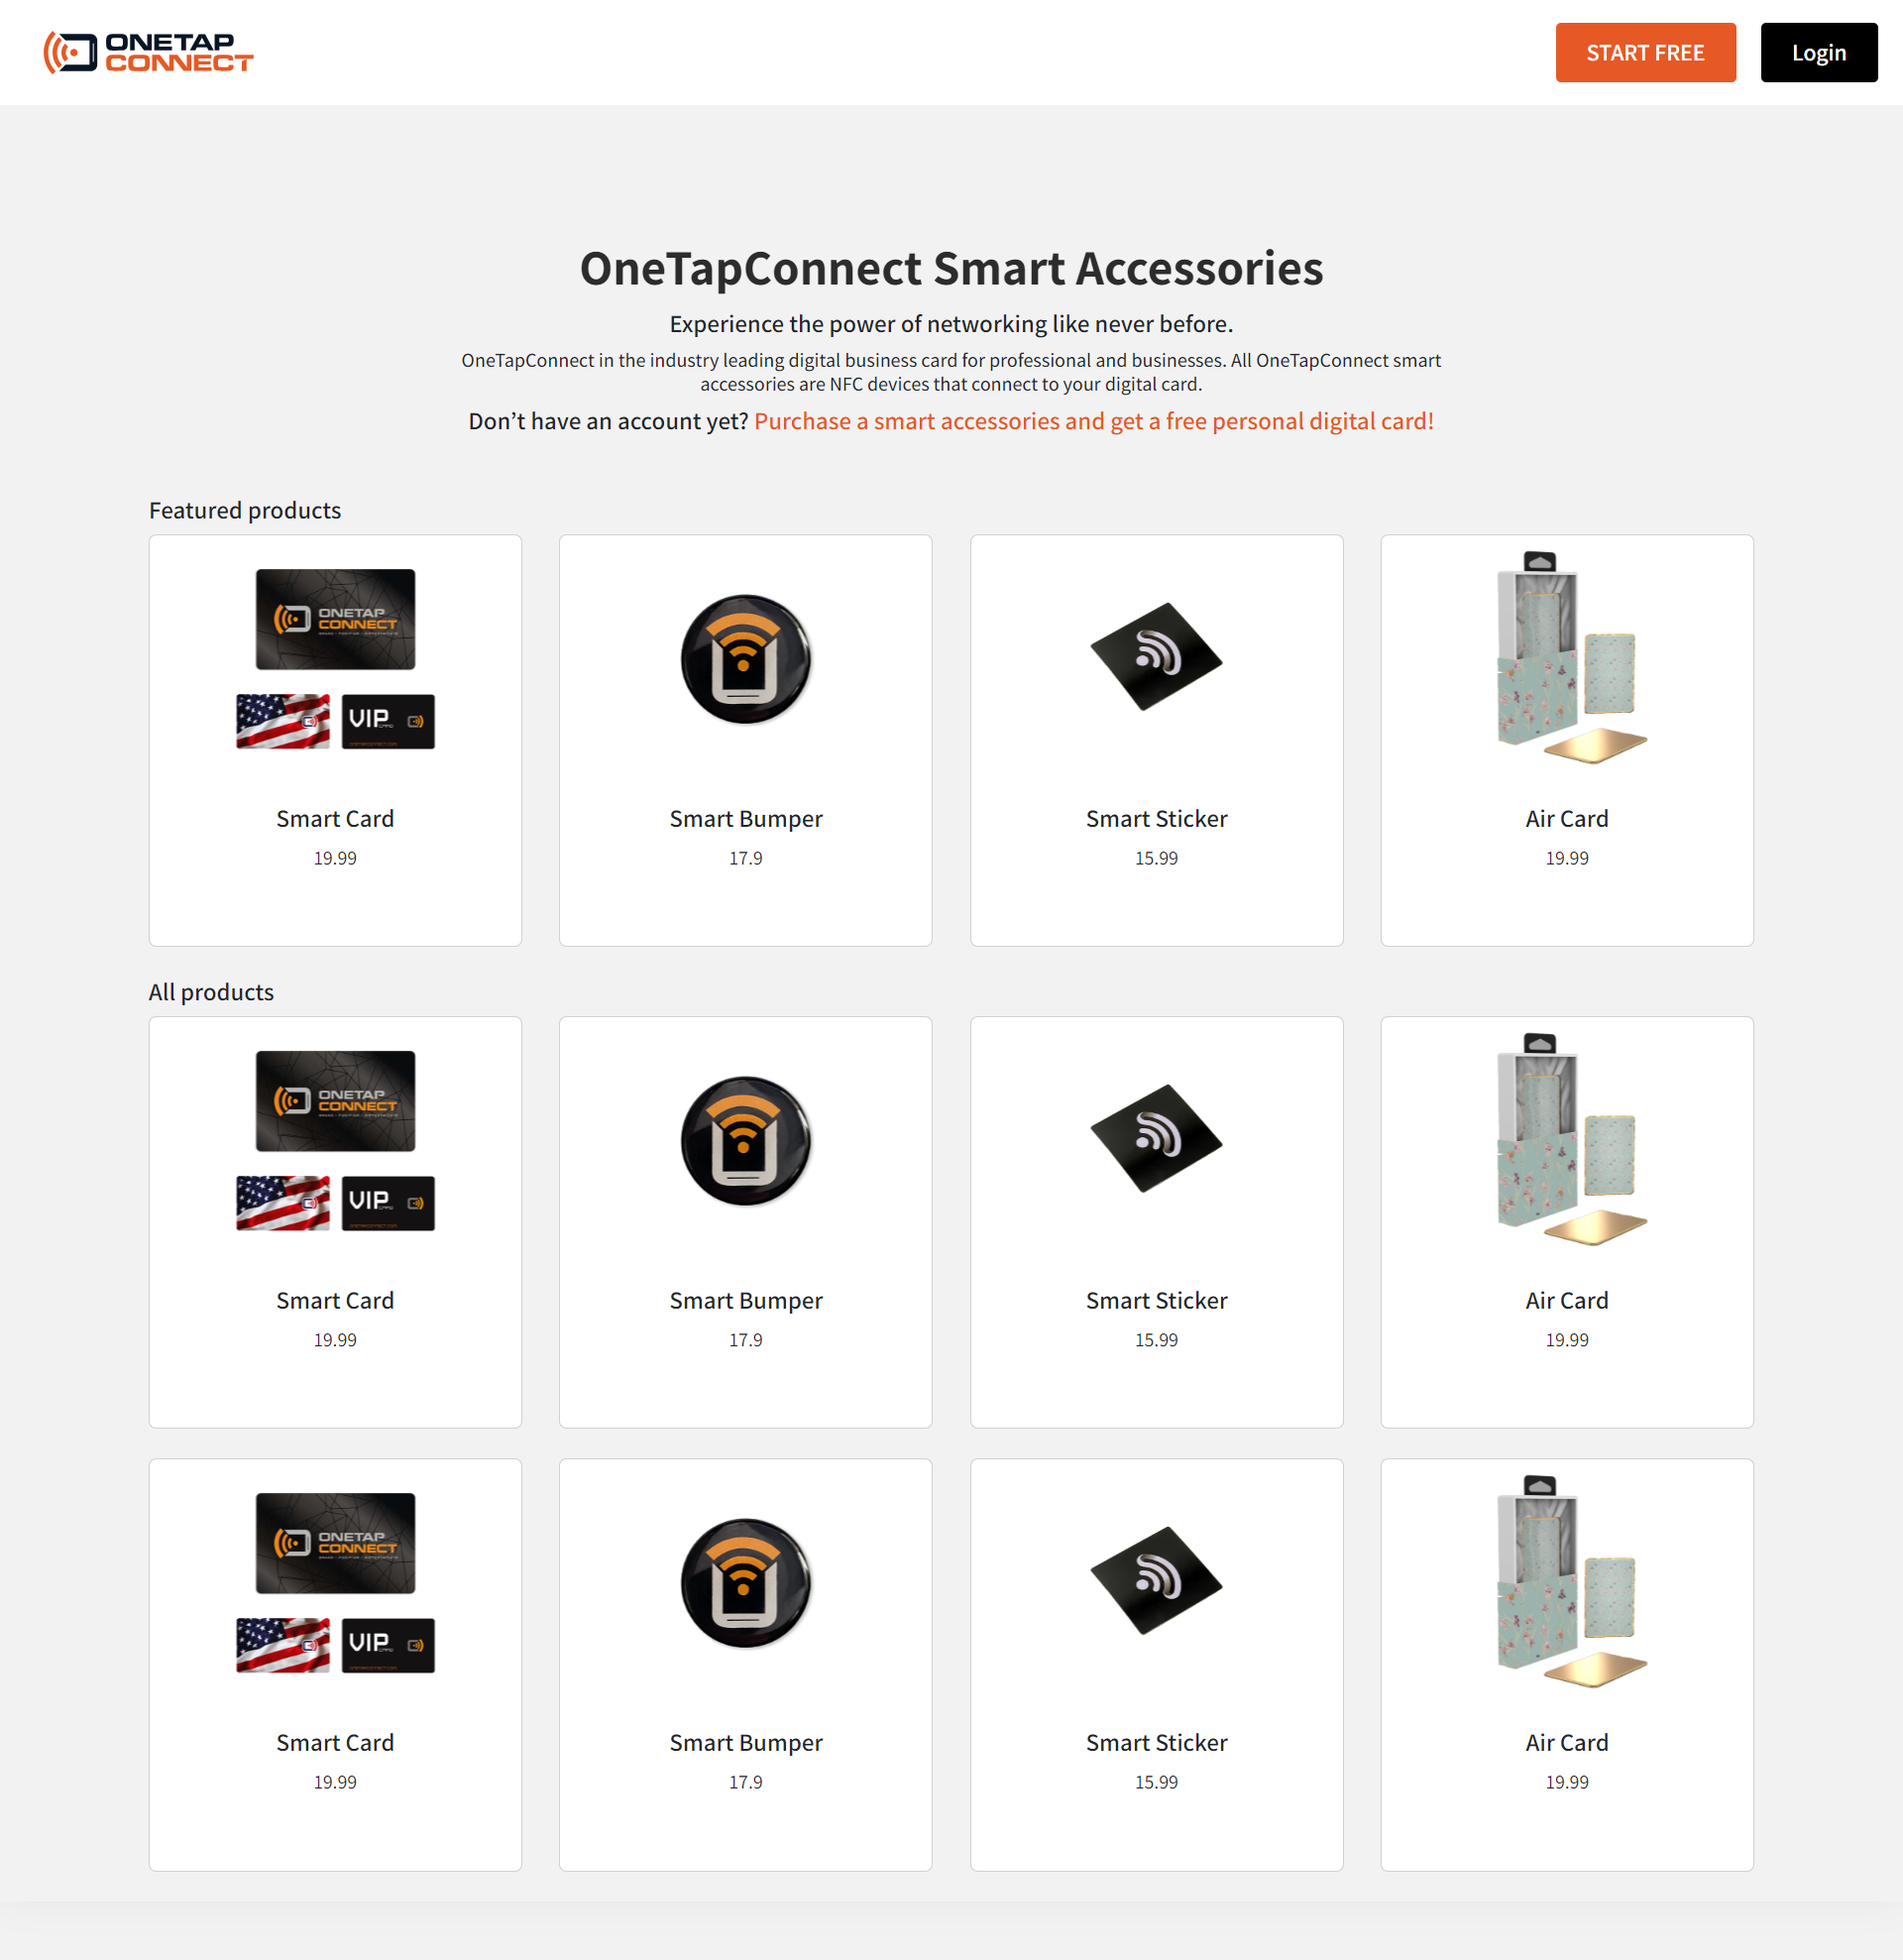 ONETAP
CONNECT
START FREE
Login
OneTapConnect Smart Accessories
Experience the power of networking like never before.
OneTapConnect in the industry leading digital business card for professional and businesses. All OneTapConnect smart
accessories are NFC devices that connect to your digital card.
Don’t have an account yet? Purchase a smart accessories and get a free personal digital card!
Featured products
ONETAP
CONNECT
VIP
Smart Card
19.99
Smart Bumper
17.9
Smart Sticker
15.99
Air Card
19.99
All products
ONETAP
CONNECT
VIP
Smart Card
19.99
Smart Bumper
17.9
Smart Sticker
15.99
Air Card
19.99
ONETAP
CONNECT
VIP
Smart Card
19.99
Smart Bumper
17.9
Smart Sticker
15.99
Air Card
19.99